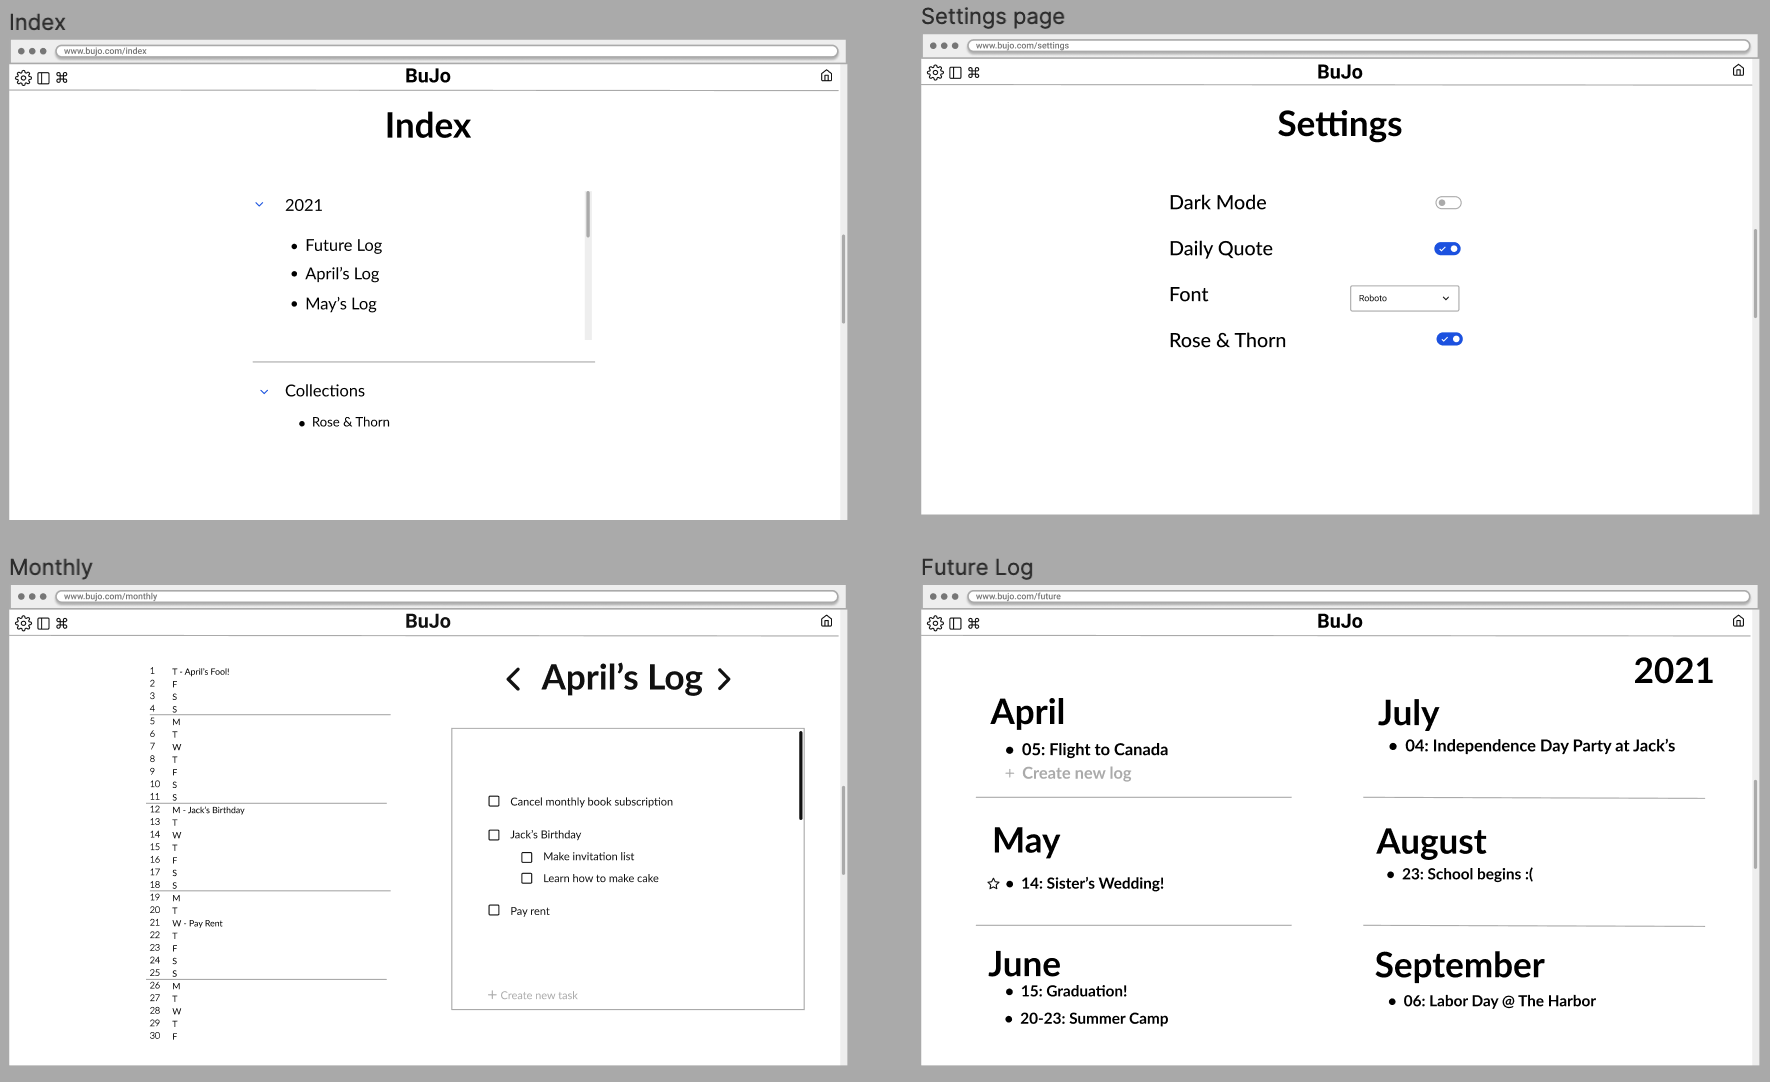 Index
www.bujo.com/index
BuJo
Index
2021
Future Log
April's Log
May's Log
Collections
Rose & Thorn
Settings page
www.bujo.com/settings
BuJo
Settings
Dark Mode
Daily Quote
Font
Roboto
Rose & Thorn
Monthly
www.bujo.com/monthly
BuJo
1 T - April's Fool!
2 F
3 S
4 S
5 M
6 T
7 W
8 T
9 F
10 S
11 S
12 M - Jack's Birthday
13 T
14 W
15 T
16 F
17 S
18 S
19 M
20 T
21 W - Pay Rent
22 T
23 F
24 S
25 S
26 M
27 T
28 W
29 T
30 F
< April's Log >
Cancel monthly book subscription
Jack's Birthday
Make invitation list
Learn how to make cake
Pay rent
+ Create new task
Future Log
www.bujo.com/future
BuJo
2021
April
05: Flight to Canada
+ Create new log
May
14: Sister's Wedding!
June
15: Graduation!
20-23: Summer Camp
July
04: Independence Day Party at Jack's
August
23: School begins :(
September
06: Labor Day @ The Harbor